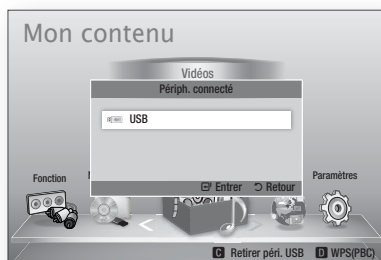 Mon contenu
Vidéos
Périph. connecté
USB
Entrer Retour
Fonction
Paramètres
C Retirer péri. USB D WPS(PBC)